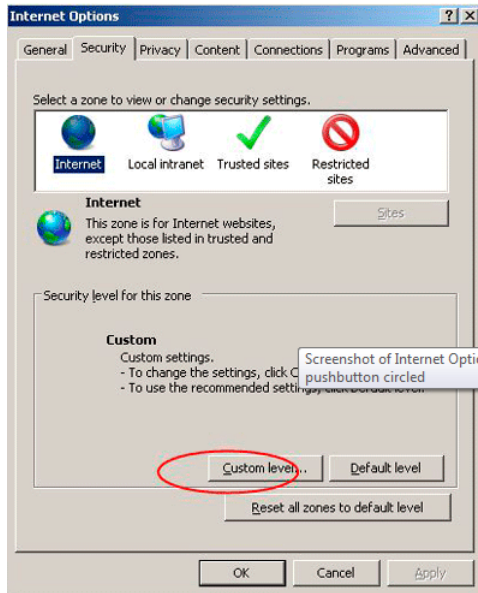 Internet Options
General Security Privacy Content Connections Programs Advanced
Select a zone to view or change security settings.
Internet Local intranet Trusted sites Restricted
sites
Internet
This zone is for Internet websites,
except those listed in trusted and
restricted zones.
Sites
Security level for this zone
Custom
Custom settings.
- To change the settings, click C
- To use the recommended settings, click Default level.
Screenshot of Internet Optio
pushbutton circled
Custom level... Default level
Reset all zones to default level
OK Cancel Apply